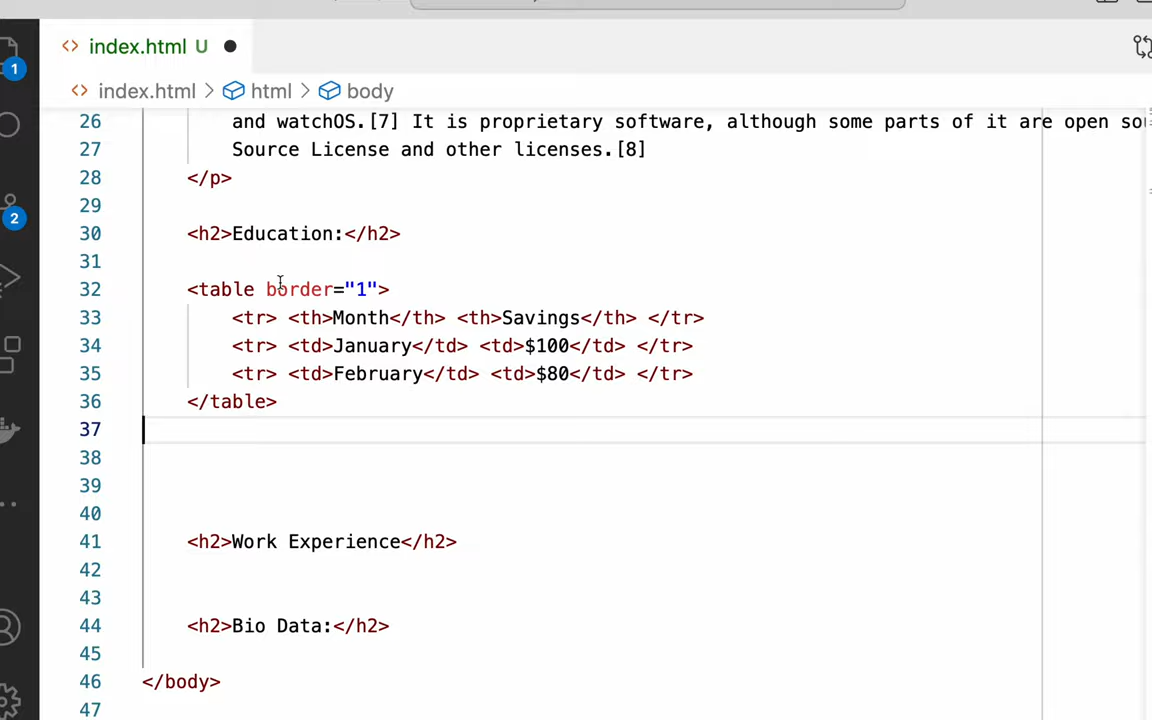 index.html U
1
index.html > html > body
26 and watchOS.[7] It is proprietary software, although some parts of it are open
27 Source License and other licenses.[8]
28 </p>
29
30 <h2>Education:</h2>
31
2
32 <table border="1">
33 <tr> <th>Month</th> <th>Savings</th> </tr>
34 <tr> <td>January</td> <td>$100</td> </tr>
35 <tr> <td>February</td> <td>$80</td> </tr>
36 </table>
37
38
39
40
41 <h2>Work Experience</h2>
42
43
44 <h2>Bio Data:</h2>
45
46 </body>
47